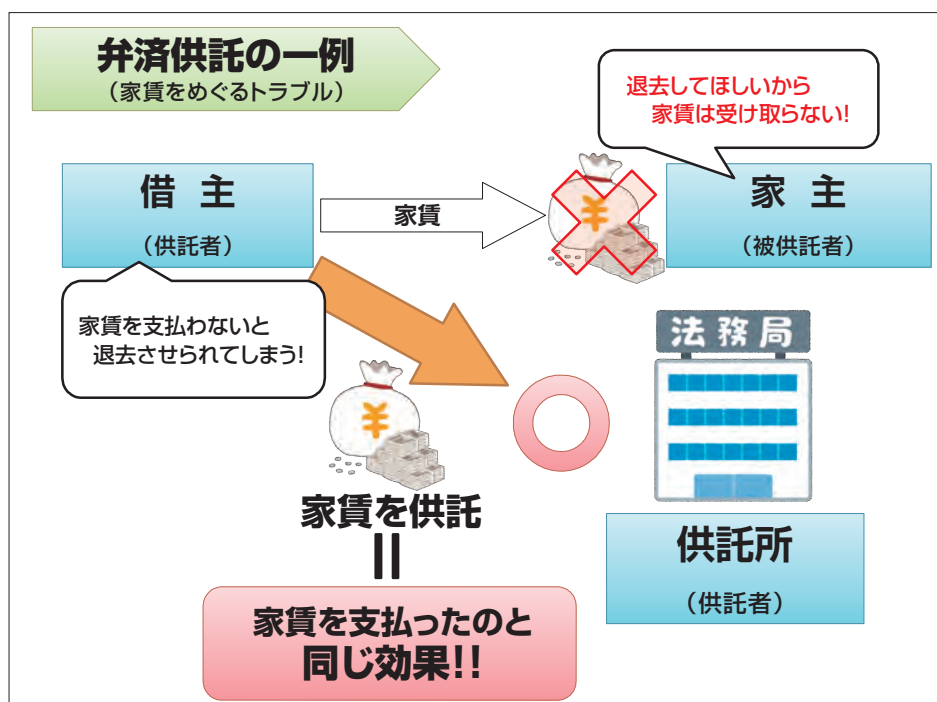 弁済供託の一例
（家賃をめぐるトラブル）
退去してほしいから
家賃は受け取らない!
借 主
（供託者）
家賃
¥
家 主
（被供託者）
家賃を支払わないと
退去させられてしまう!
法務局
¥
家賃を供託
供託所
（供託者）
家賃を支払ったのと
同じ効果!!